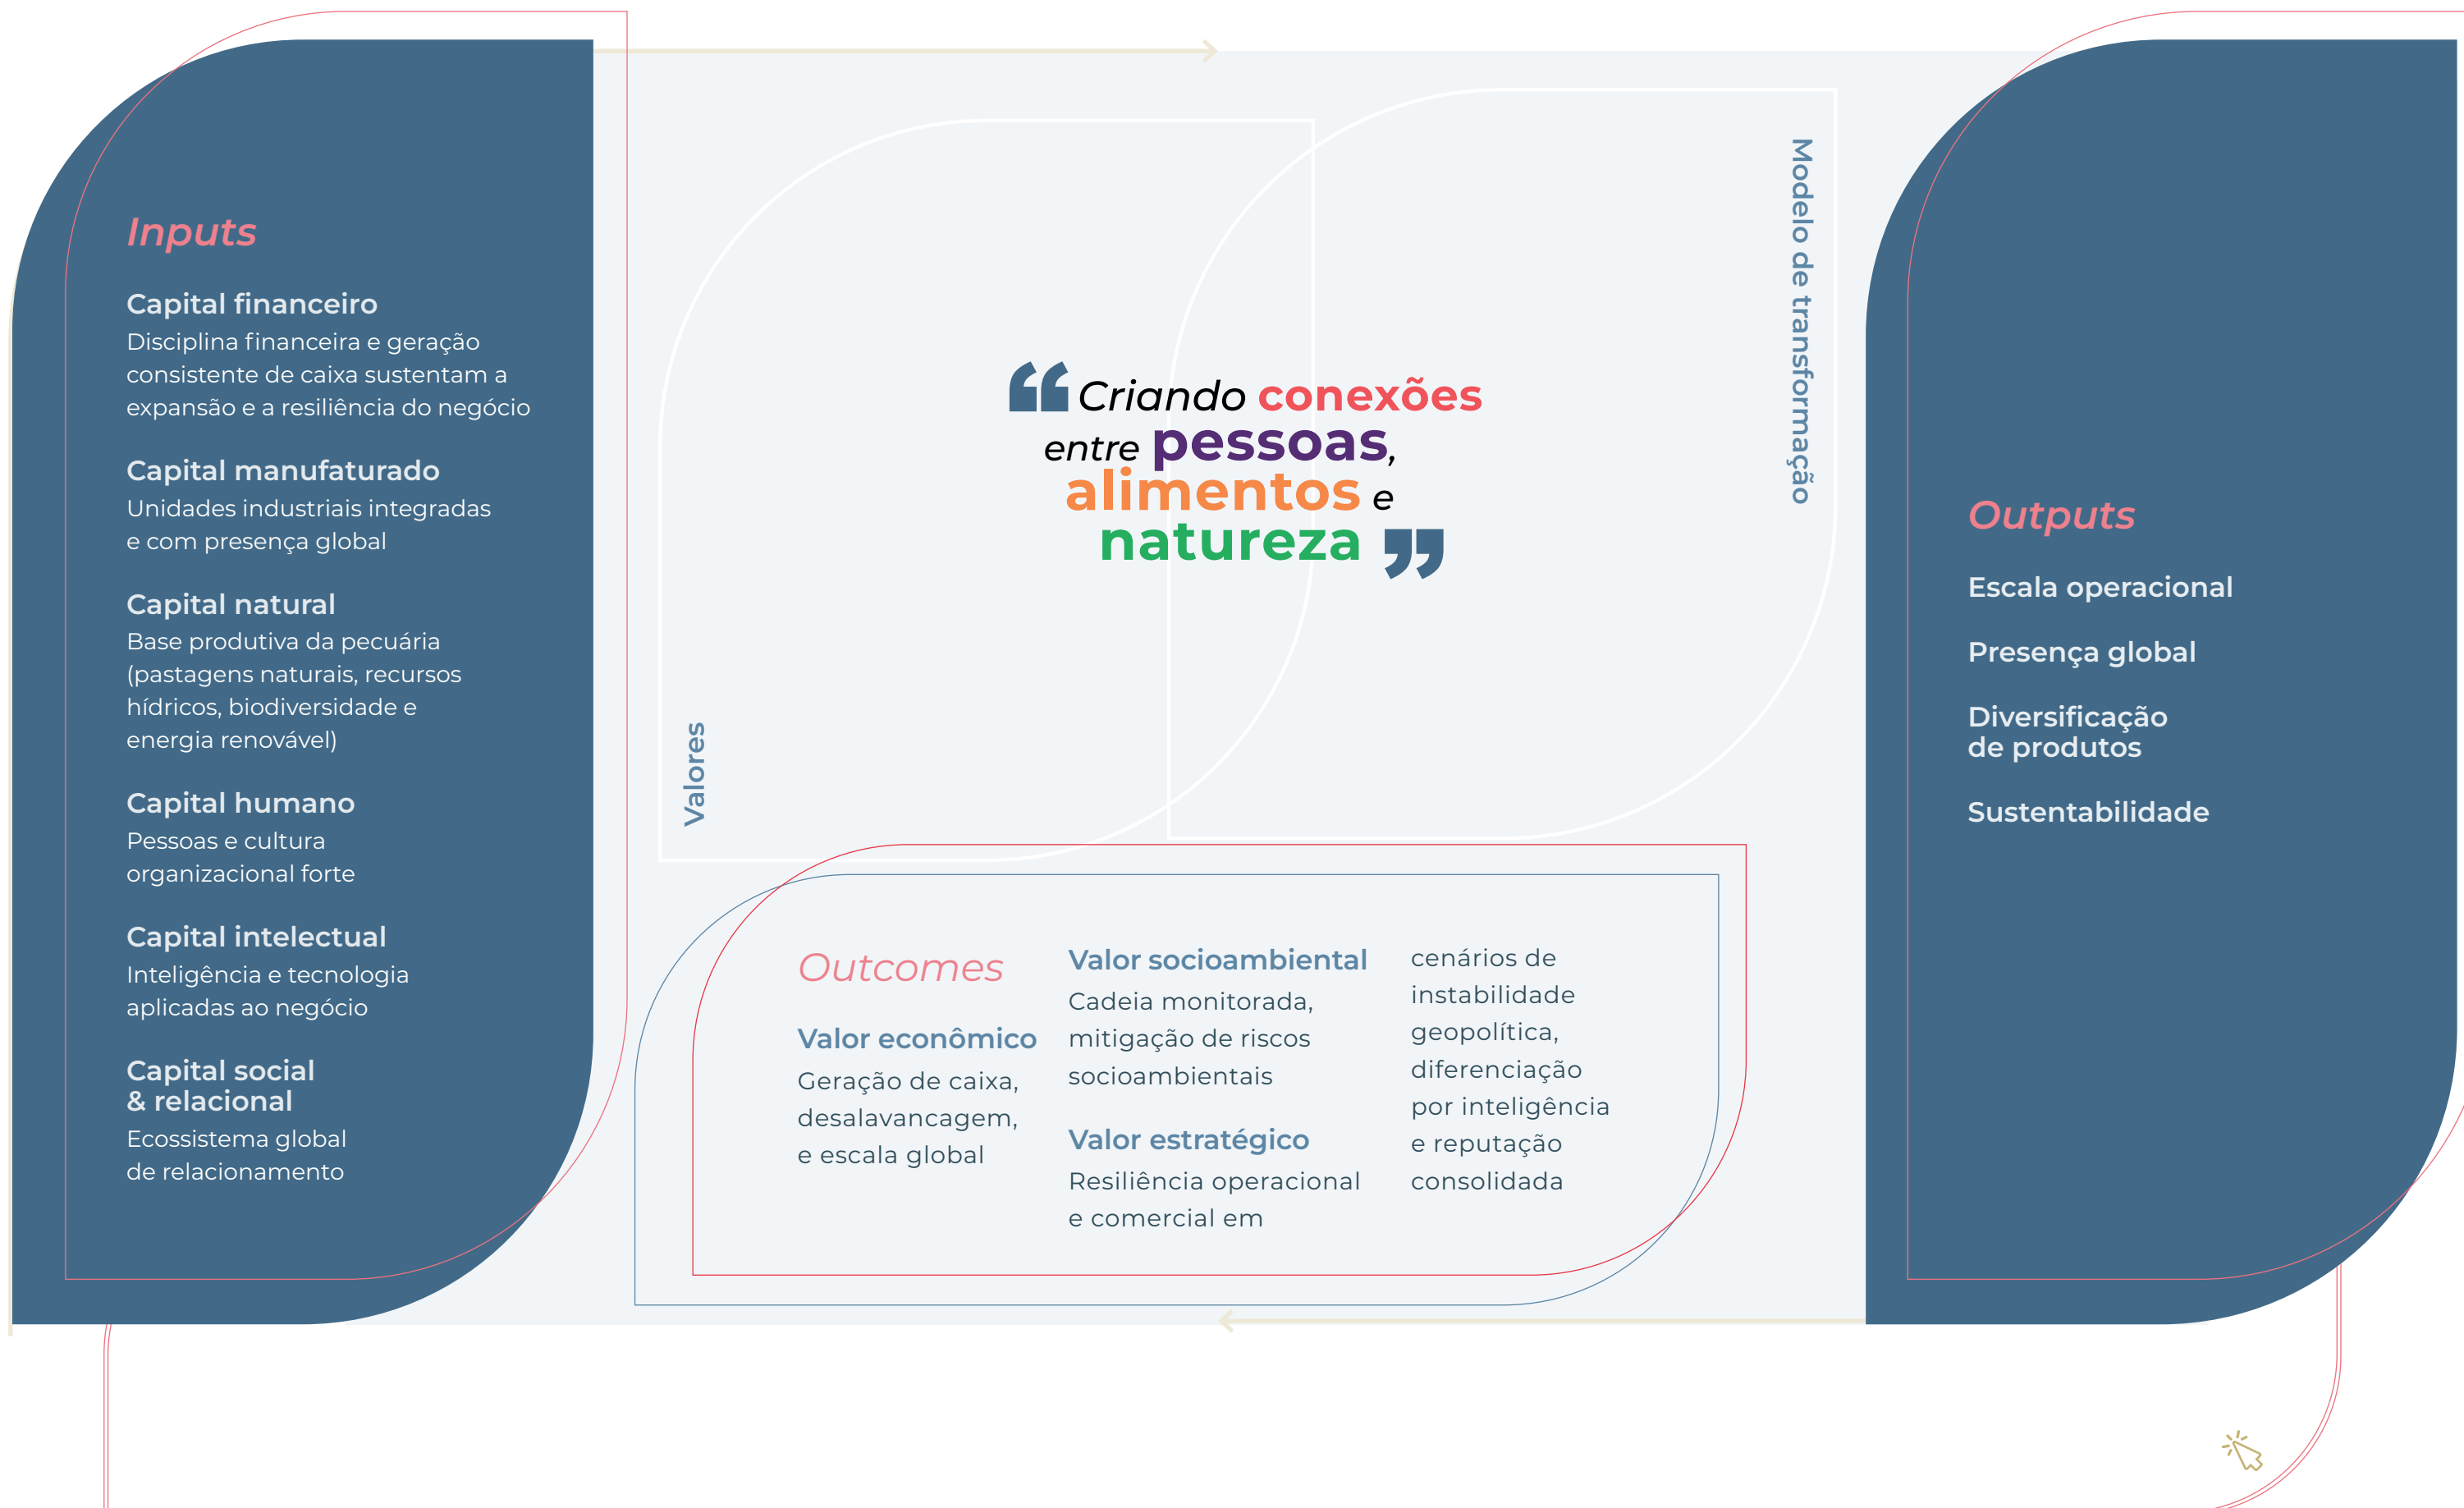 Inputs
Capital financeiro
Disciplina financeira e geração
consistente de caixa sustentam a
expansão e a resiliência do negócio
Capital manufaturado
Unidades industriais integradas
e com presença global
Capital natural
Base produtiva da pecuária
(pastagens naturais, recursos
hídricos, biodiversidade e
energia renovável)
Capital humano
Pessoas e cultura
organizacional forte
Capital intelectual
Inteligência e tecnologia
aplicadas ao negócio
Capital social
& relacional
Ecossistema global
de relacionamento
Valores
“Criando conexões
entre pessoas,
alimentos e
natureza”
Modelo de transformação
Outcomes
Valor econômico
Geração de caixa,
desalavancagem,
e escala global
Valor socioambiental
Cadeia monitorada,
mitigação de riscos
socioambientais
Valor estratégico
Resiliência operacional
e comercial em
cenários de
instabilidade
geopolítica,
diferenciação
por inteligência
e reputação
consolidada
Outputs
Escala operacional
Presença global
Diversificação
de produtos
Sustentabilidade